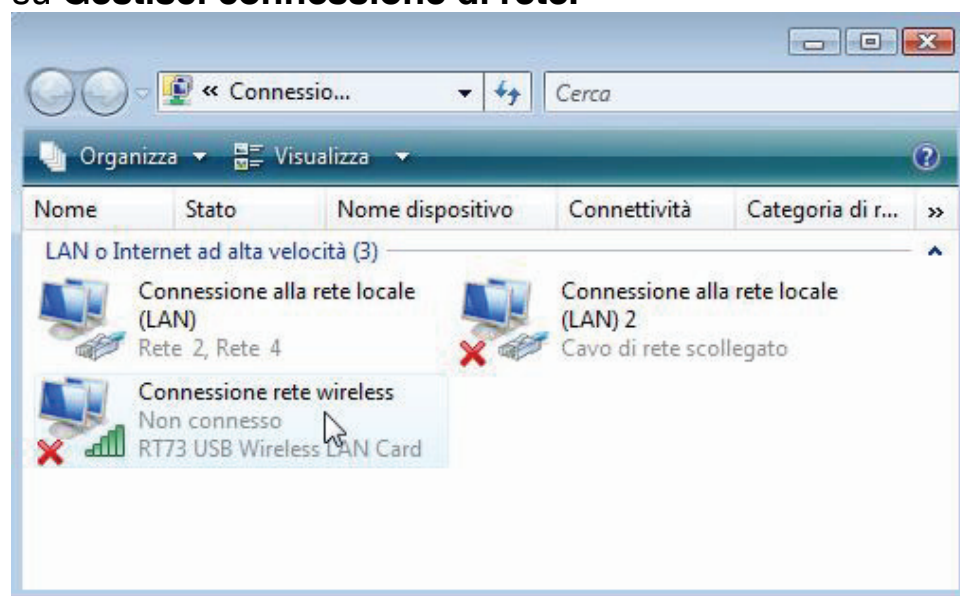 su Gestisci connessione di rete.
« Connessio...
Cerca
Organizza
Visualizza
Nome
Stato
Nome dispositivo
Connettività
Categoria di r...
»
LAN o Internet ad alta velocità (3)
Connessione alla rete locale
(LAN)
Rete 2, Rete 4
Connessione alla rete locale
(LAN) 2
Cavo di rete scollegato
Connessione rete wireless
Non connesso
RT73 USB Wireless LAN Card